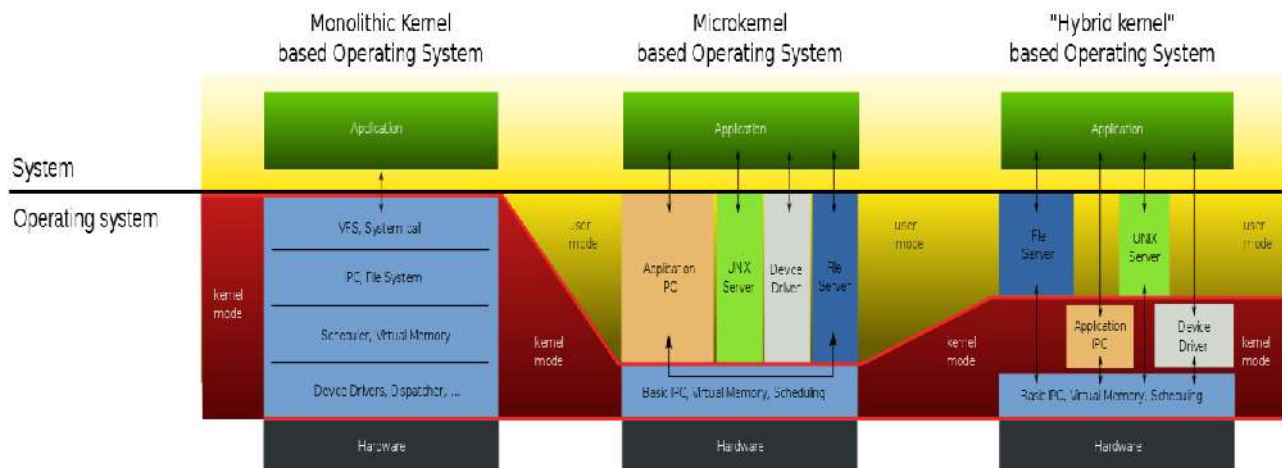 Monolithic Kernel
based Operating System
Microkernel
based Operating System
"Hybrid kernel"
based Operating System
Application
Application
Application
System
Operating system
kernel
mode
VFS, System call
IPC, File System
Scheduler, Virtual Memory
Device Drivers, Dispatcher, ...
Hardware
kernel
mode
user
mode
Application
IPC
UNIX
Server
Device
Driver
File
Server
Basic IPC, Virtual Memory, Scheduling
Hardware
user
mode
kernel
mode
File
Server
UNIX
Server
Application
IPC
Device
Driver
user
mode
kernel
mode
Basic IPC, Virtual Memory, Scheduling
Hardware